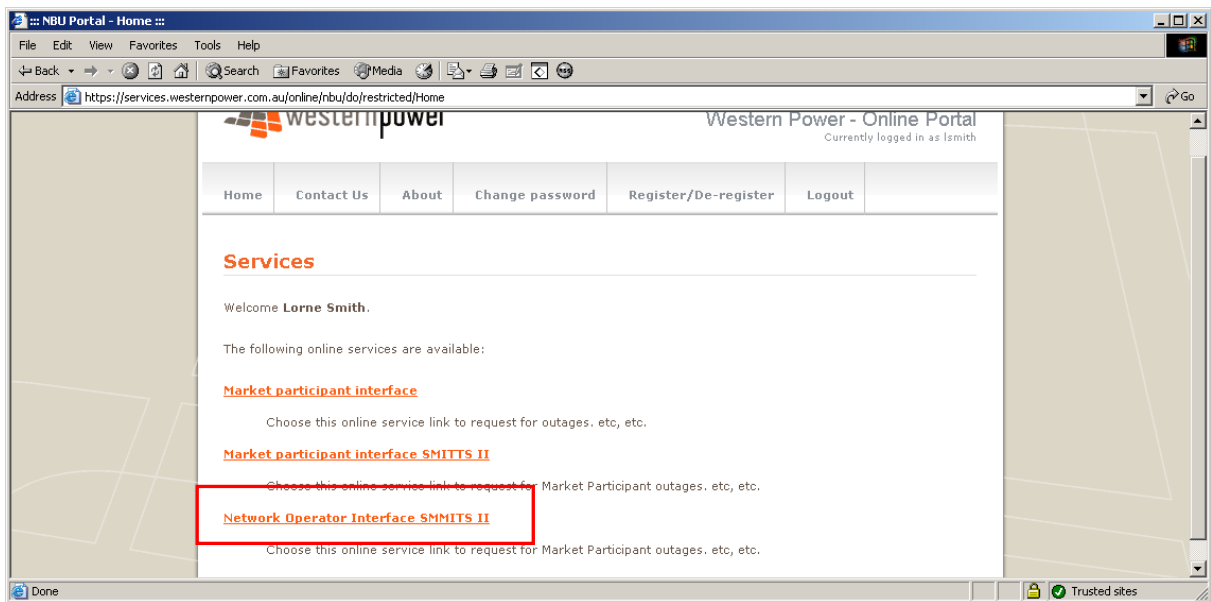 ::: NBU Portal - Home :::
File Edit View Favorites Tools Help
Back Search Favorites Media
Address https://services.westernpower.com.au/online/nbu/do/restricted/Home Go
westernpower
Western Power - Online Portal
Currently logged in as lsmith
Home Contact Us About Change password Register/De-register Logout
Services
Welcome Lorne Smith.
The following online services are available:
Market participant interface
Choose this online service link to request for outages. etc, etc.
Market participant interface SMITTS II
Choose this online service link to request for Market Participant outages. etc, etc.
Network Operator Interface SMMITS II
Choose this online service link to request for Market Participant outages. etc, etc.
Done Trusted sites